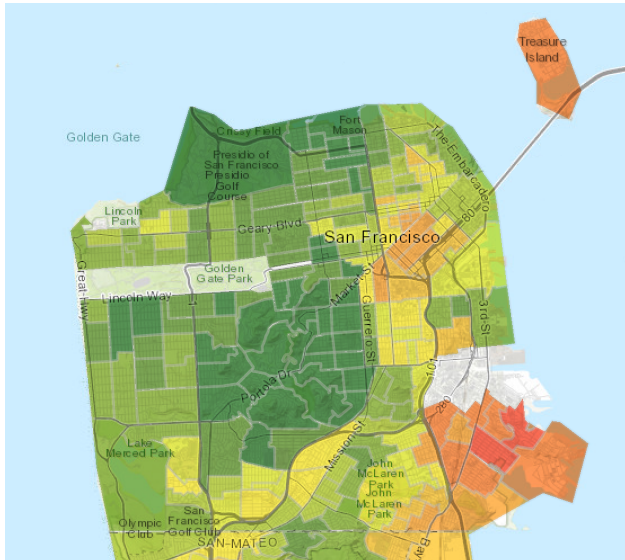 Treasure
Island
Golden Gate
Crissy Field
Fort
Mason
The Embarcadero
Presidio of
San Francisco
Presidio
Golf
Course
Lincoln
Park
Geary Blvd
80
San Francisco
Golden
Gate Park
Great Hwy
Lincoln Way
1
Market St
Guerrero St
3rd St
101
Portola Dr
280
Lake
Merced Park
Mission St
John
McLaren
Park
John
McLaren
Park
Olympic
Club
San
Francisco
Golf Club
SAN MATEO
Bay